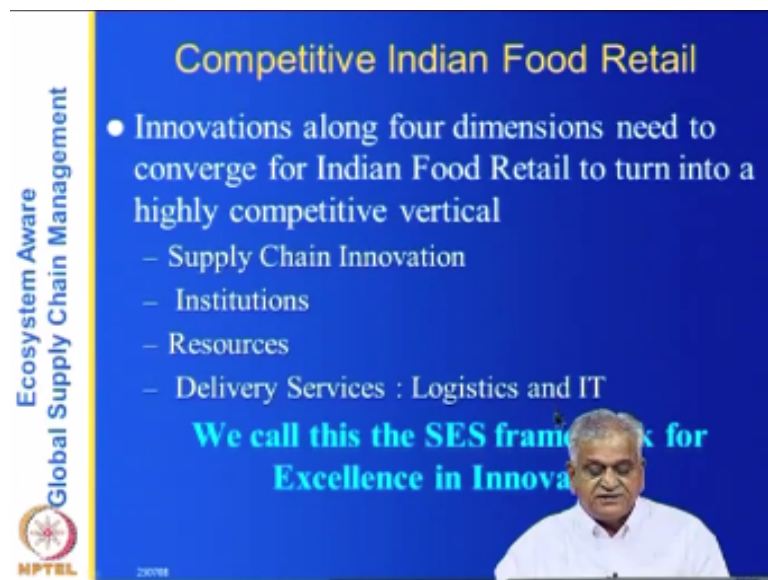 Competitive Indian Food Retail
Innovations along four dimensions need to
converge for Indian Food Retail to turn into a
highly competitive vertical
– Supply Chain Innovation
– Institutions
– Resources
– Delivery Services : Logistics and IT
We call this the SES for
Excellence in
Ecosystem Aware
Global Supply Chain Management
NPTEL